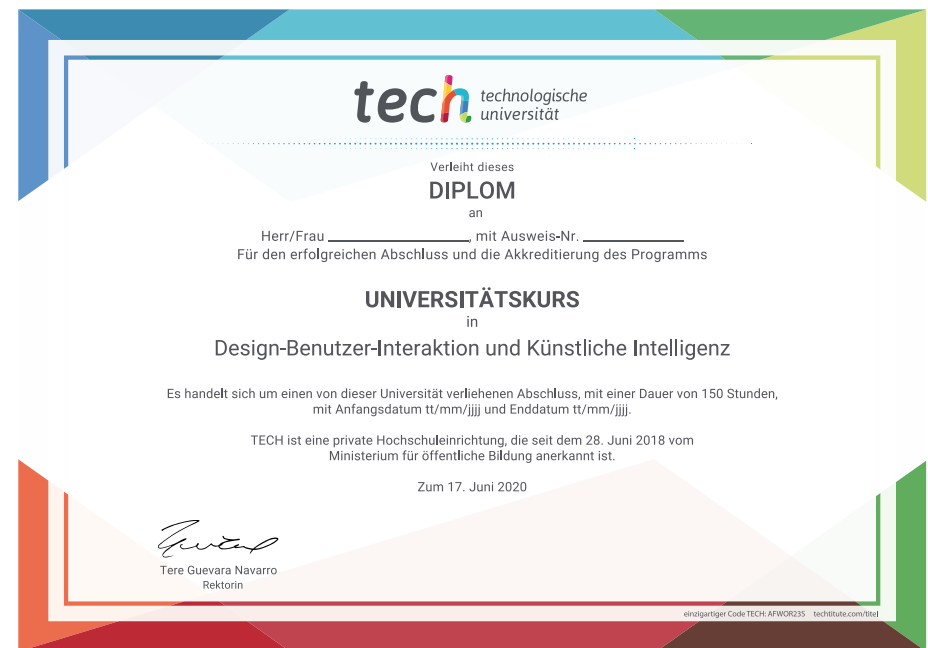 tech technologische
universität
Verleiht dieses
DIPLOM
an
Herr/Frau ____________________, mit Ausweis-Nr. ______________
Für den erfolgreichen Abschluss und die Akkreditierung des Programms
UNIVERSITÄTSKURS
in
Design-Benutzer-Interaktion und Künstliche Intelligenz
Es handelt sich um einen von dieser Universität verliehenen Abschluss, mit einer Dauer von 150 Stunden,
mit Anfangsdatum tt/mm/jjjj und Enddatum tt/mm/jjjj.
TECH ist eine private Hochschuleinrichtung, die seit dem 28. Juni 2018 vom
Ministerium für öffentliche Bildung anerkannt ist.
Zum 17. Juni 2020
Tere Guevara Navarro
Rektorin
einzigartiger Code TECH: AFWOR23S techtitute.com/titel